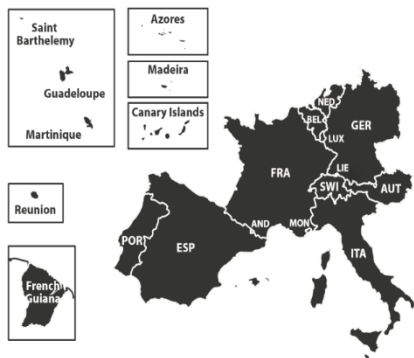 Saint
Barthelemy
Guadeloupe
Martinique
Azores
Madeira
Canary Islands
Reunion
French
Guiana
NED
BEL
GER
LUX
FRA
LIE
SWI
AUT
AND
MON
POR
ESP
ITA